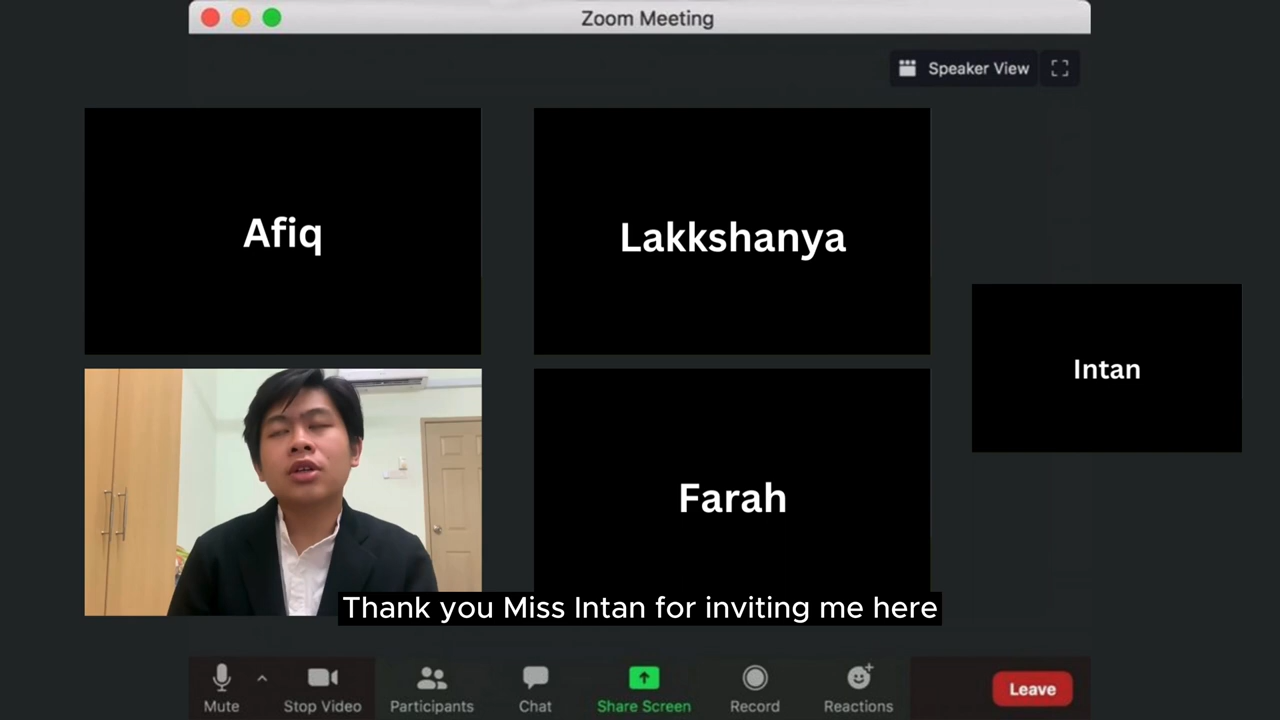 Zoom Meeting
Speaker View
Afiq
Lakkshanya
Intan
Farah
Thank you Miss Intan for inviting me here
Mute
Stop Video
Participants
Chat
Share Screen
Record
Reactions
Leave